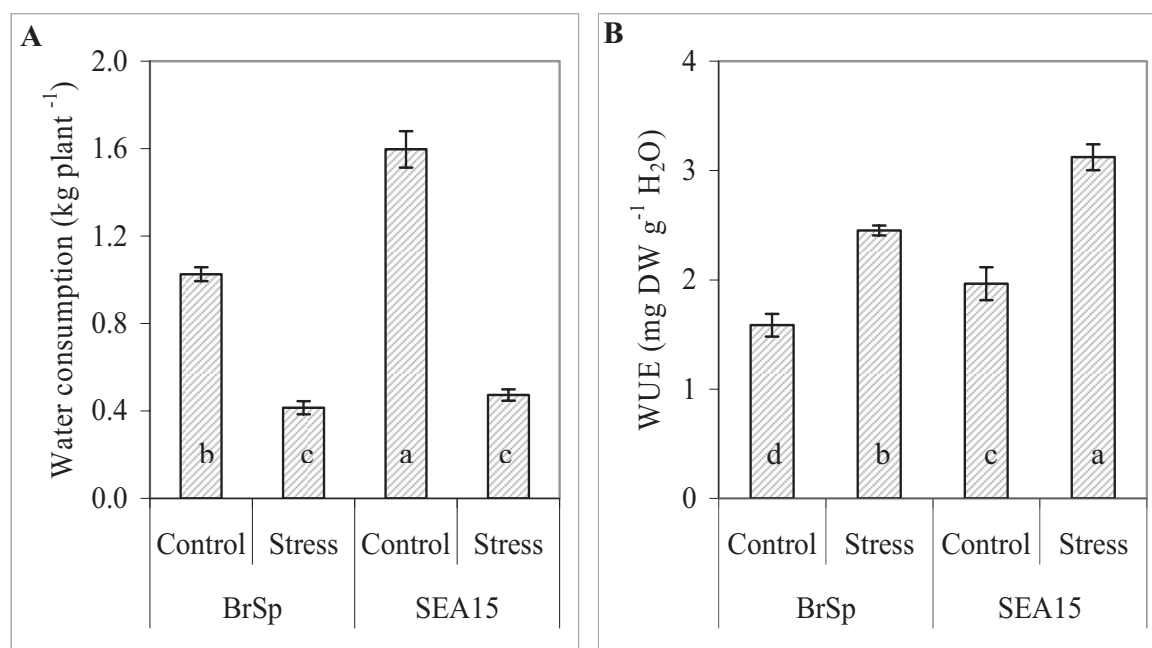 A
Water consumption (kg plant -1)
2.0
1.6
1.2
0.8
0.4
0.0
b
c
a
c
Control
Stress
Control
Stress
BrSp
SEA15
B
WUE (mg DW g-1 H2O)
4
3
2
1
0
d
b
c
a
Control
Stress
Control
Stress
BrSp
SEA15